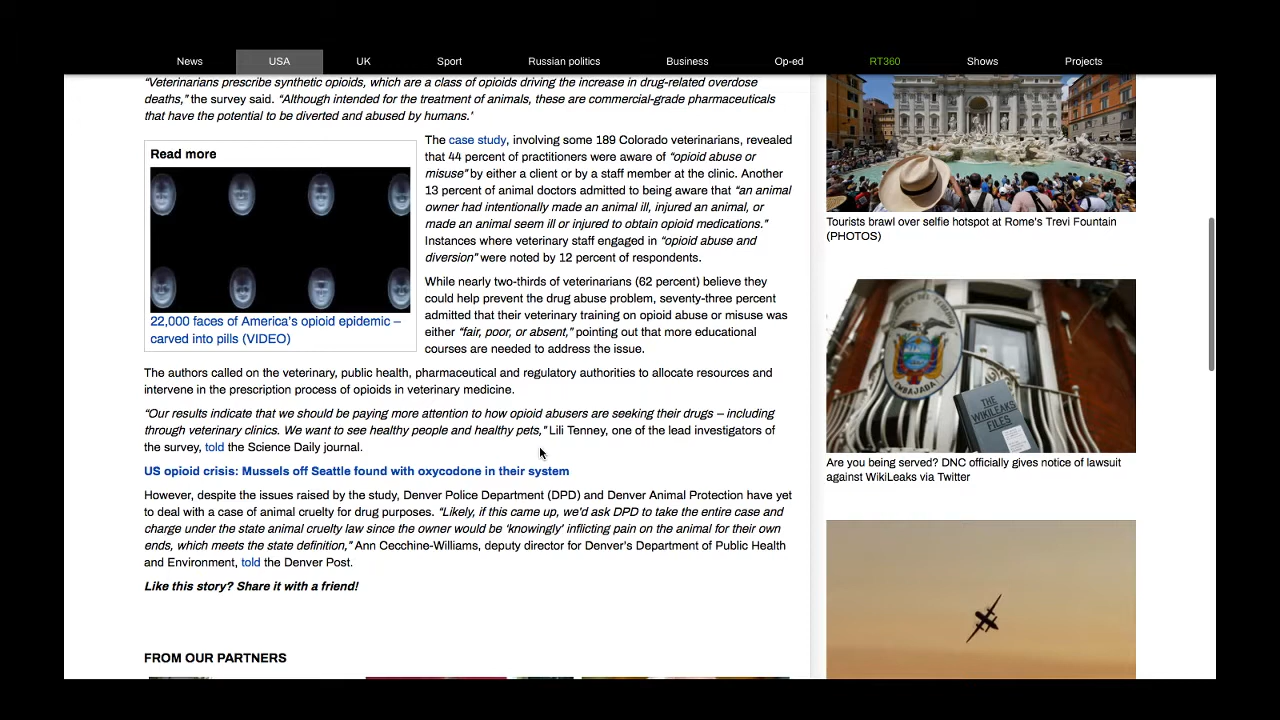 News USA UK Sport Russian politics Business Op-ed RT360 Shows Projects
“Veterinarians prescribe synthetic opioids, which are a class of opioids driving the increase in drug-related overdose
deaths,” the survey said. “Although intended for the treatment of animals, these are commercial-grade pharmaceuticals
that have the potential to be diverted and abused by humans.’
Read more
22,000 faces of America’s opioid epidemic –
carved into pills (VIDEO)
The case study, involving some 189 Colorado veterinarians, revealed
that 44 percent of practitioners were aware of “opioid abuse or
misuse” by either a client or by a staff member at the clinic. Another
13 percent of animal doctors admitted to being aware that “an animal
owner had intentionally made an animal ill, injured an animal, or
made an animal seem ill or injured to obtain opioid medications.”
Instances where veterinary staff engaged in “opioid abuse and
diversion” were noted by 12 percent of respondents.
While nearly two-thirds of veterinarians (62 percent) believe they
could help prevent the drug abuse problem, seventy-three percent
admitted that their veterinary training on opioid abuse or misuse was
either “fair, poor, or absent,” pointing out that more educational
courses are needed to address the issue.
The authors called on the veterinary, public health, pharmaceutical and regulatory authorities to allocate resources and
intervene in the prescription process of opioids in veterinary medicine.
“Our results indicate that we should be paying more attention to how opioid abusers are seeking their drugs – including
through veterinary clinics. We want to see healthy people and healthy pets,” Lili Tenney, one of the lead investigators of
the survey, told the Science Daily journal.
US opioid crisis: Mussels off Seattle found with oxycodone in their system
However, despite the issues raised by the study, Denver Police Department (DPD) and Denver Animal Protection have yet
to deal with a case of animal cruelty for drug purposes. “Likely, if this came up, we’d ask DPD to take the entire case and
charge under the state animal cruelty law since the owner would be ‘knowingly’ inflicting pain on the animal for their own
ends, which meets the state definition,” Ann Cecchine-Williams, deputy director for Denver’s Department of Public Health
and Environment, told the Denver Post.
Like this story? Share it with a friend!
FROM OUR PARTNERS
Tourists brawl over selfie hotspot at Rome’s Trevi Fountain
(PHOTOS)
THE
WIKILEAKS
FILES
Are you being served? DNC officially gives notice of lawsuit
against WikiLeaks via Twitter